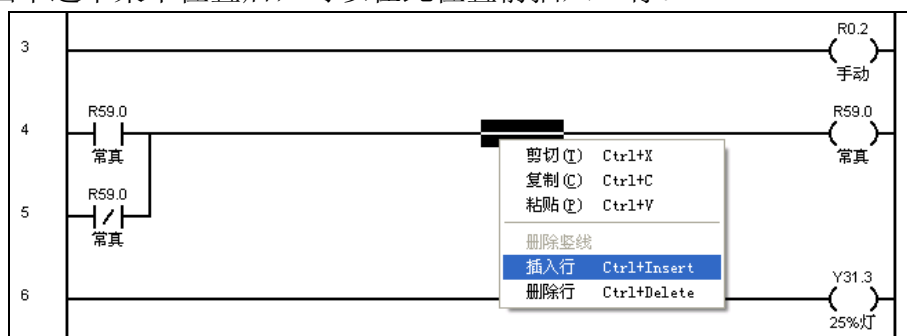 R0.2
3
手动
R59.0
R59.0
4
常真
常真
剪切(T) Ctrl+X
复制(C) Ctrl+C
粘贴(P) Ctrl+V
R59.0
5
常真
删除竖线
插入行 Ctrl+Insert
删除行 Ctrl+Delete
Y31.3
6
25%灯